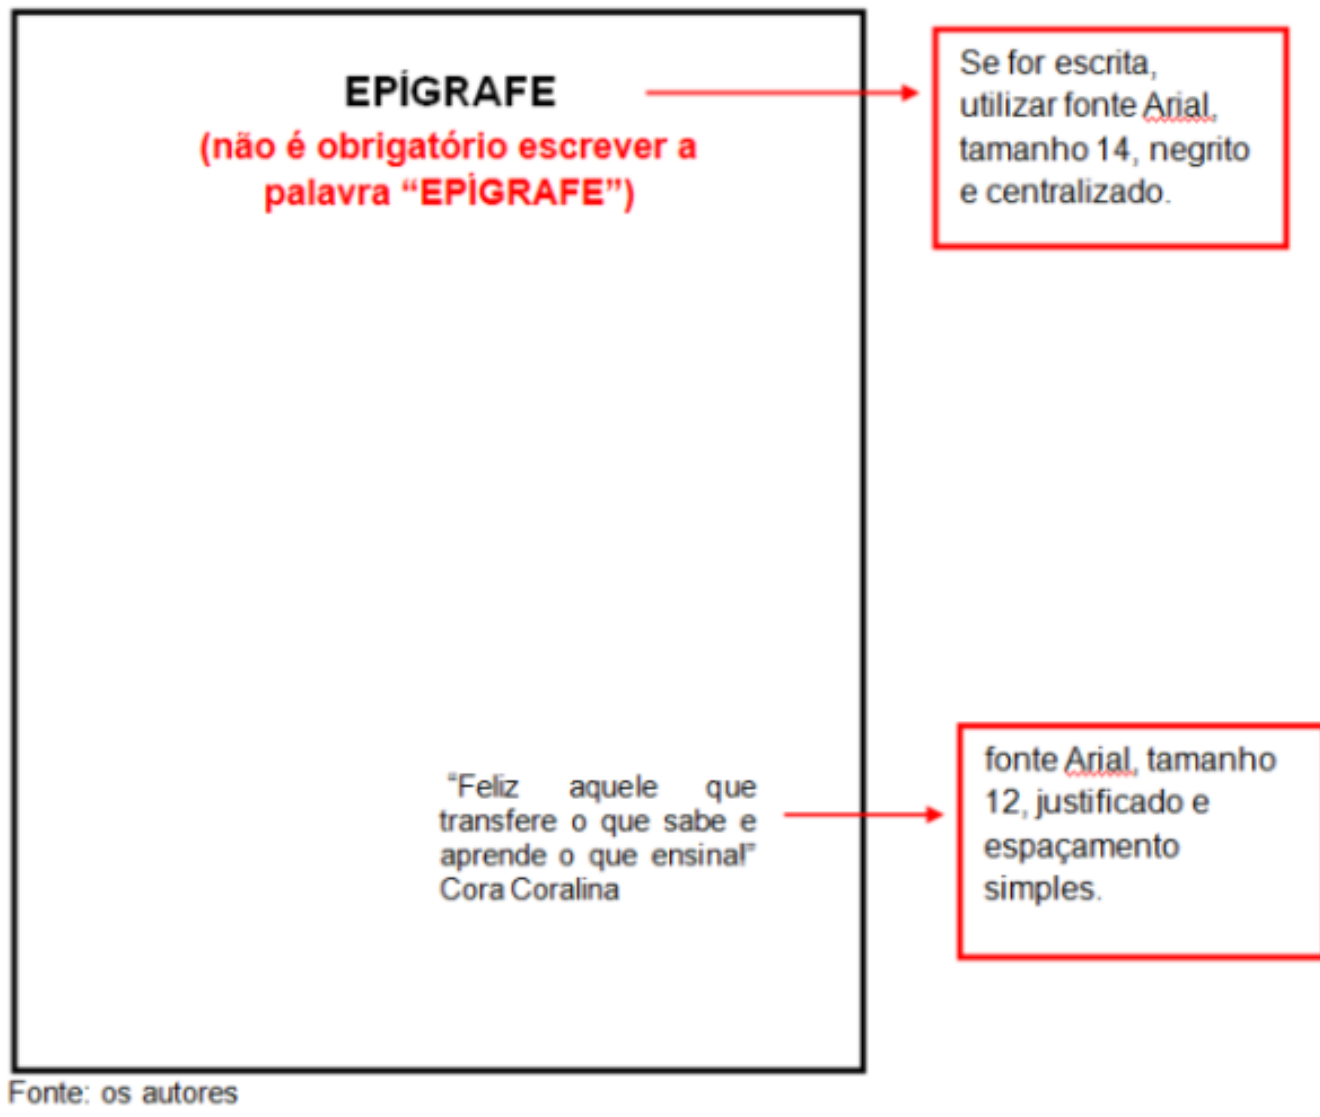 EPÍGRAFE
(não é obrigatório escrever a
palavra “EPÍGRAFE”)
Se for escrita,
utilizar fonte Arial,
tamanho 14, negrito
e centralizado.
“Feliz aquele que
transfere o que sabe e
aprende o que ensina!”
Cora Coralina
fonte Arial, tamanho
12, justificado e
espaçamento
simples.
Fonte: os autores